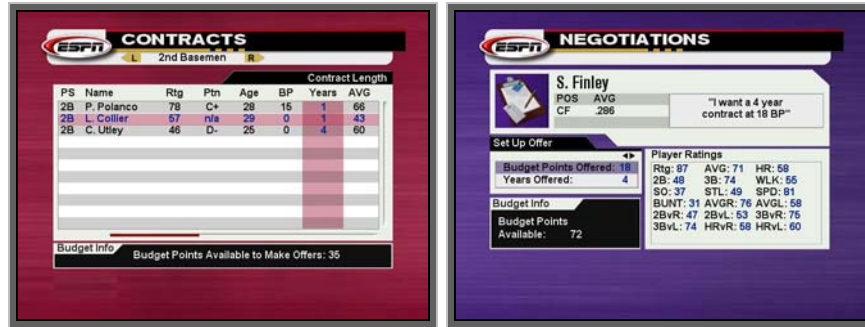 ESPN CONTRACTS
L 2nd Basemen R
Contract Length
PS Name Rtg Ptn Age BP Years AVG
2B P. Polanco 78 C+ 28 15 1 66
2B L. Collier 57 n/a 29 0 1 43
2B C. Utley 46 D- 25 0 4 60
Budget Info
Budget Points Available to Make Offers: 35
ESPN NEGOTIATIONS
S. Finley
POS AVG
CF .286
"I want a 4 year
contract at 18 BP"
Set Up Offer
Budget Points Offered: 18
Years Offered: 4
Budget Info
Budget Points
Available: 72
Player Ratings
Rtg: 87 AVG: 71 HR: 58
2B: 48 3B: 74 WLK: 55
SO: 37 STL: 49 SPD: 81
BUNT: 31 AVGR: 76 AVGL: 58
2BvR: 47 2BvL: 53 3BvR: 75
3BvL: 74 HRvR: 58 HRvL: 60